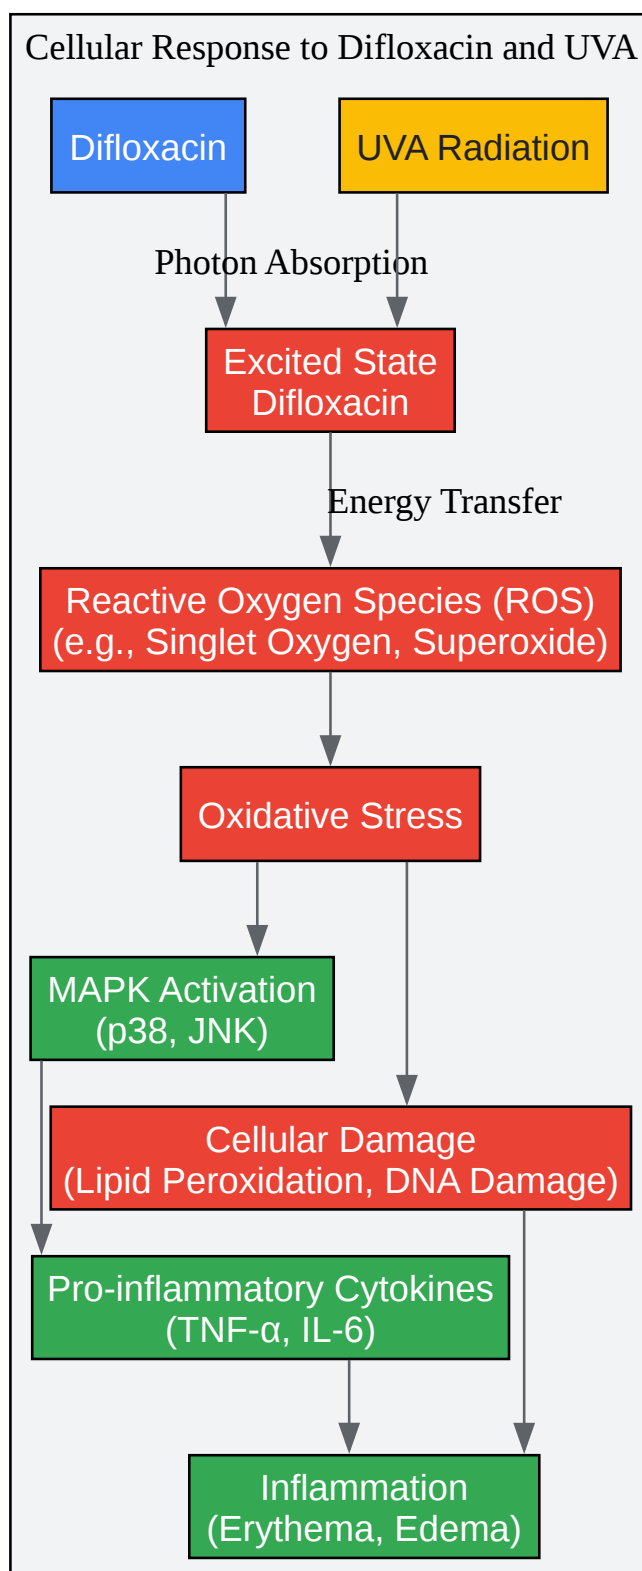 Cellular Response to Difloxacin and UVA
Difloxacin
UVA Radiation
Photon Absorption
Excited State
Difloxacin
Energy Transfer
Reactive Oxygen Species (ROS)
(e.g., Singlet Oxygen, Superoxide)
Oxidative Stress
MAPK Activation
(p38, JNK)
Cellular Damage
(Lipid Peroxidation, DNA Damage)
Pro-inflammatory Cytokines
(TNF-α, IL-6)
Inflammation
(Erythema, Edema)